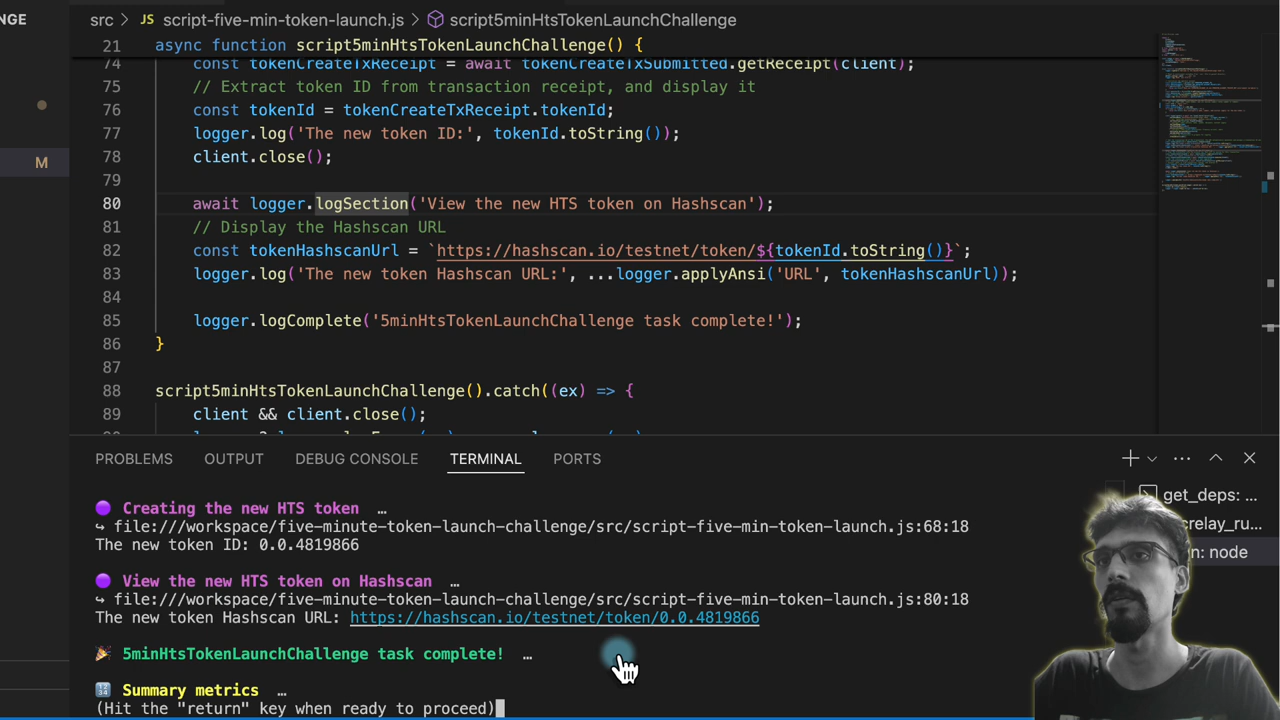 NGE
src > JS script-five-min-token-launch.js > script5minHtsTokenLaunchChallenge
21 async function script5minHtsTokenLaunchChallenge() {
74 const tokenCreateTxReceipt = await tokenCreateTxSubmitted.getReceipt(client);
75 // Extract token ID from transaction receipt, and display it
76 const tokenId = tokenCreateTxReceipt.tokenId;
77 logger.log('The new token ID:', tokenId.toString());
78 client.close();
79
M
80 await logger.logSection('View the new HTS token on Hashscan');
81 // Display the Hashscan URL
82 const tokenHashscanUrl = `https://hashscan.io/testnet/token/${tokenId.toString()}`;
83 logger.log('The new token Hashscan URL:', ...logger.applyAnsi('URL', tokenHashscanUrl));
84
85 logger.logComplete('5minHtsTokenLaunchChallenge task complete!');
86 }
87
88 script5minHtsTokenLaunchChallenge().catch((ex) => {
89 client && client.close();
PROBLEMS OUTPUT DEBUG CONSOLE TERMINAL PORTS
Creating the new HTS token …
↪ file:///workspace/five-minute-token-launch-challenge/src/script-five-min-token-launch.js:68:18
The new token ID: 0.0.4819866
View the new HTS token on Hashscan …
↪ file:///workspace/five-minute-token-launch-challenge/src/script-five-min-token-launch.js:80:18
The new token Hashscan URL: https://hashscan.io/testnet/token/0.0.4819866
🎉 5minHtsTokenLaunchChallenge task complete! …
🔢 Summary metrics …
(Hit the "return" key when ready to proceed)
get_deps: ...
crelay_ru...
n: node